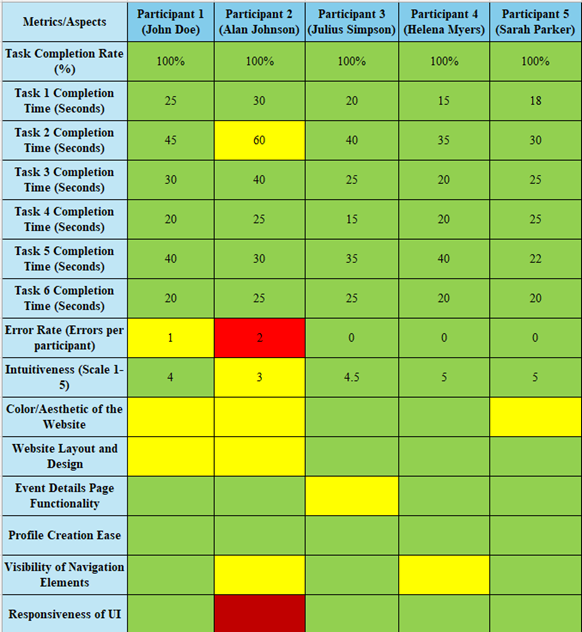 Metrics/Aspects Participant 1 (John Doe) Participant 2 (Alan Johnson) Participant 3 (Julius Simpson) Participant 4 (Helena Myers) Participant 5 (Sarah Parker)
Task Completion Rate (%) 100% 100% 100% 100% 100%
Task 1 Completion Time (Seconds) 25 30 20 15 18
Task 2 Completion Time (Seconds) 45 60 40 35 30
Task 3 Completion Time (Seconds) 30 40 25 20 25
Task 4 Completion Time (Seconds) 20 25 15 20 25
Task 5 Completion Time (Seconds) 40 30 35 40 22
Task 6 Completion Time (Seconds) 20 25 25 20 20
Error Rate (Errors per participant) 1 2 0 0 0
Intuitiveness (Scale 1-5) 4 3 4.5 5 5
Color/Aesthetic of the Website
Website Layout and Design
Event Details Page Functionality
Profile Creation Ease
Visibility of Navigation Elements
Responsiveness of UI